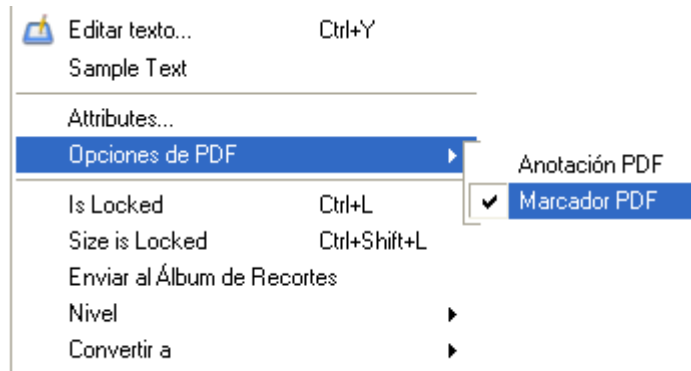 Editar texto... Ctrl+Y
Sample Text
Attributes...
Opciones de PDF
Anotación PDF
Marcador PDF
Is Locked Ctrl+L
Size is Locked Ctrl+Shift+L
Enviar al Álbum de Recortes
Nivel
Convertir a